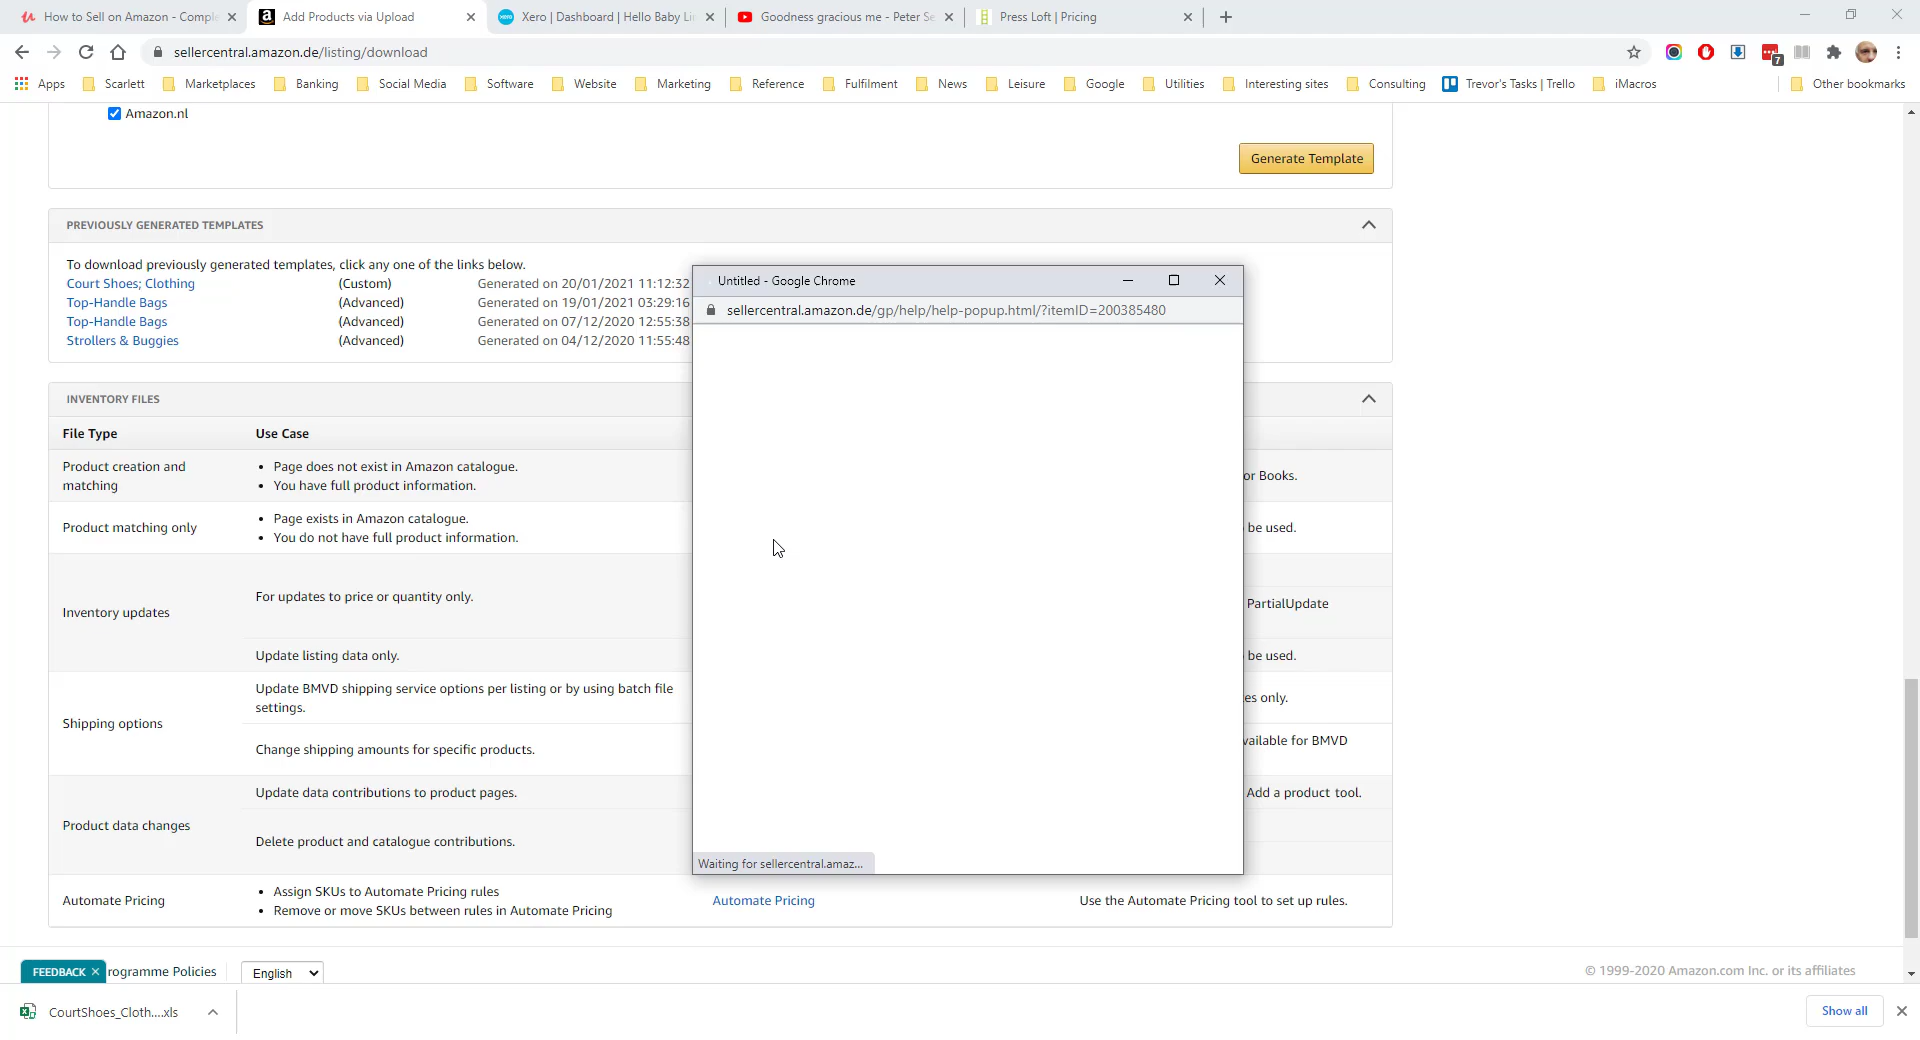 How to Sell on Amazon - Comple
Add Products via Upload
Xero | Dashboard | Hello Baby Li
Goodness gracious me - Peter Se
Press Loft | Pricing
sellercentral.amazon.de/listing/download
7
Apps
Scarlett
Marketplaces
Banking
Social Media
Software
Website
Marketing
Reference
Fulfilment
News
Leisure
Google
Utilities
Interesting sites
Consulting
Trevor's Tasks | Trello
iMacros
Other bookmarks
Amazon.nl
Generate Template
PREVIOUSLY GENERATED TEMPLATES
To download previously generated templates, click any one of the links below.
Court Shoes; Clothing (Custom) Generated on 20/01/2021 11:12:32
Top-Handle Bags (Advanced) Generated on 19/01/2021 03:29:16
Top-Handle Bags (Advanced) Generated on 07/12/2020 12:55:38
Strollers & Buggies (Advanced) Generated on 04/12/2020 11:55:48
Untitled - Google Chrome
sellercentral.amazon.de/gp/help/help-popup.html/?itemID=200385480
Waiting for sellercentral.amaz...
INVENTORY FILES
File Type Use Case
Product creation and
matching
• Page does not exist in Amazon catalogue.
• You have full product information.
or Books.
Product matching only
• Page exists in Amazon catalogue.
• You do not have full product information.
be used.
Inventory updates
For updates to price or quantity only.
PartialUpdate
Update listing data only.
be used.
Shipping options
Update BMVD shipping service options per listing or by using batch file
settings.
es only.
Change shipping amounts for specific products.
vailable for BMVD
Product data changes
Update data contributions to product pages.
Add a product tool.
Delete product and catalogue contributions.
Automate Pricing
• Assign SKUs to Automate Pricing rules
• Remove or move SKUs between rules in Automate Pricing
Automate Pricing
Use the Automate Pricing tool to set up rules.
FEEDBACK ×
rogramme Policies
English
© 1999-2020 Amazon.com Inc. or its affiliates
CourtShoes_Cloth....xls
Show all